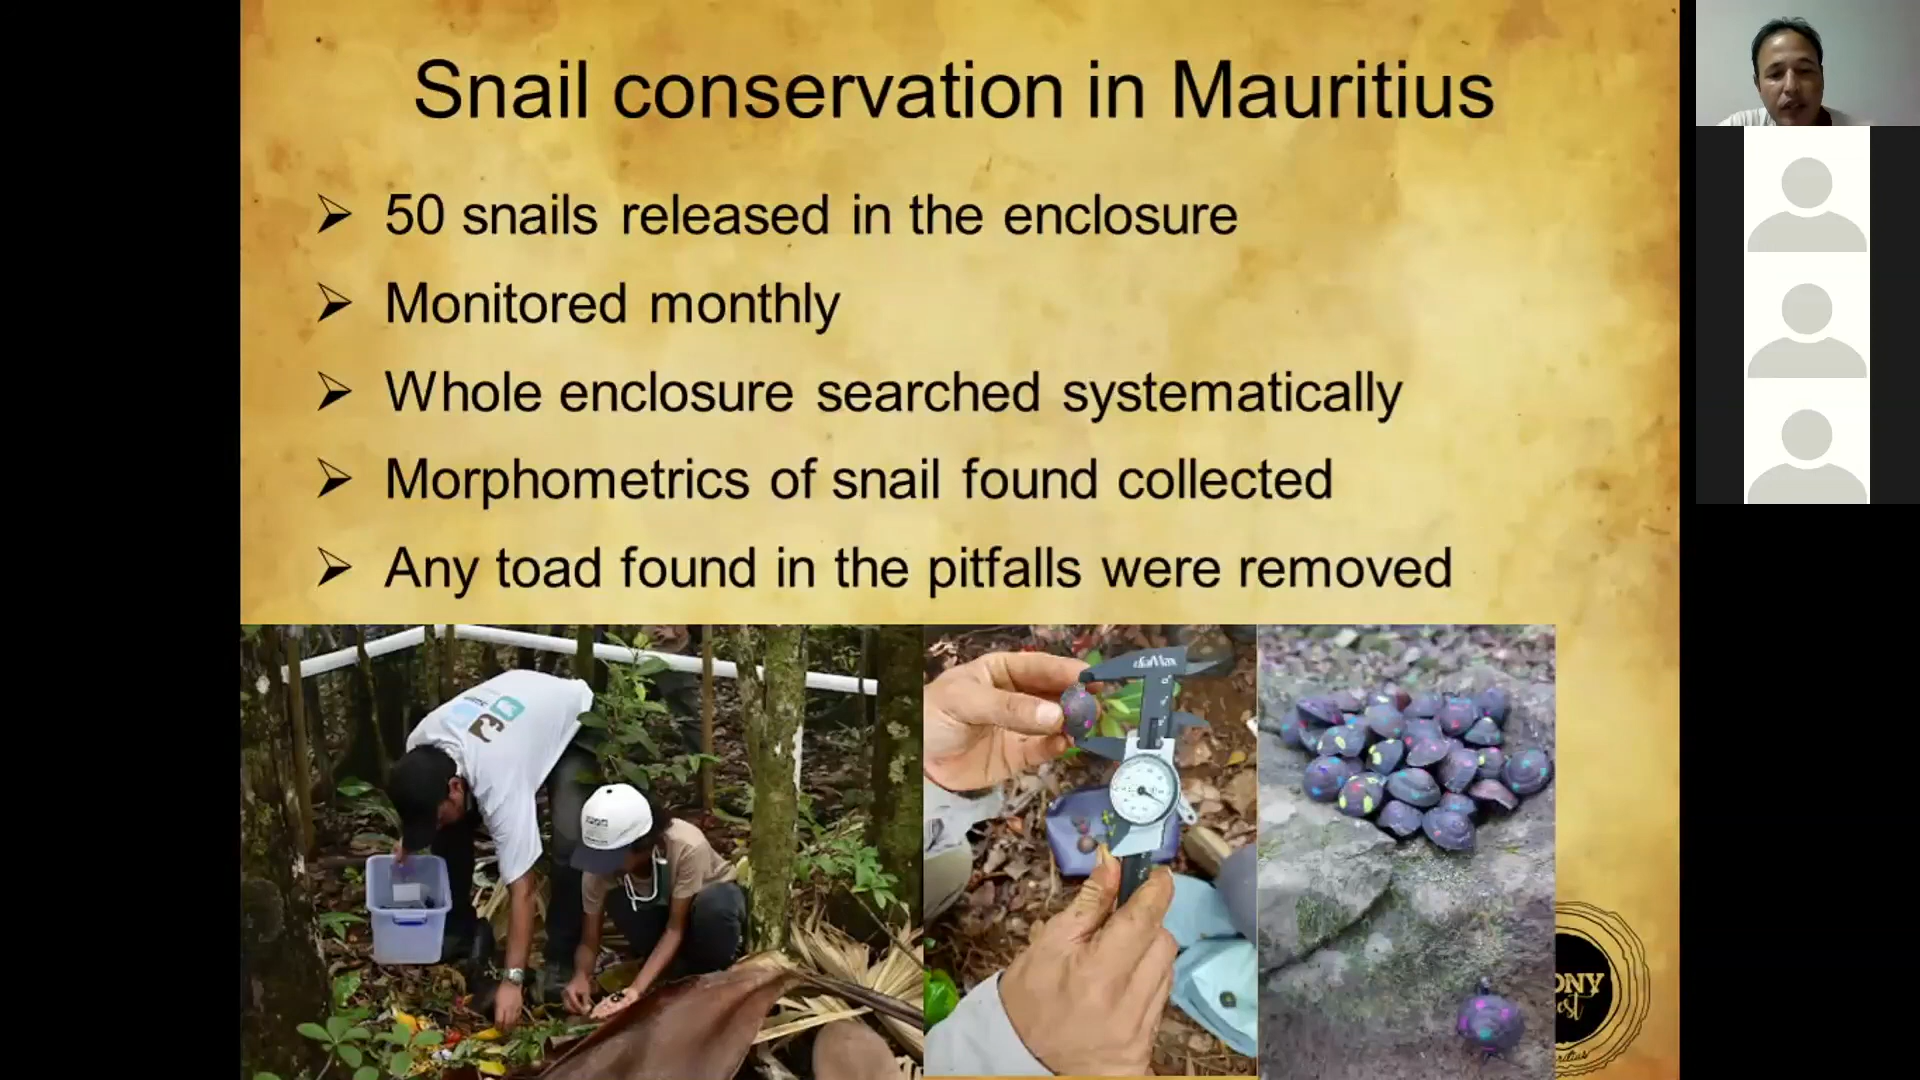 Snail conservation in Mauritius
50 snails released in the enclosure
Monitored monthly
Whole enclosure searched systematically
Morphometrics of snail found collected
Any toad found in the pitfalls were removed
diaMax